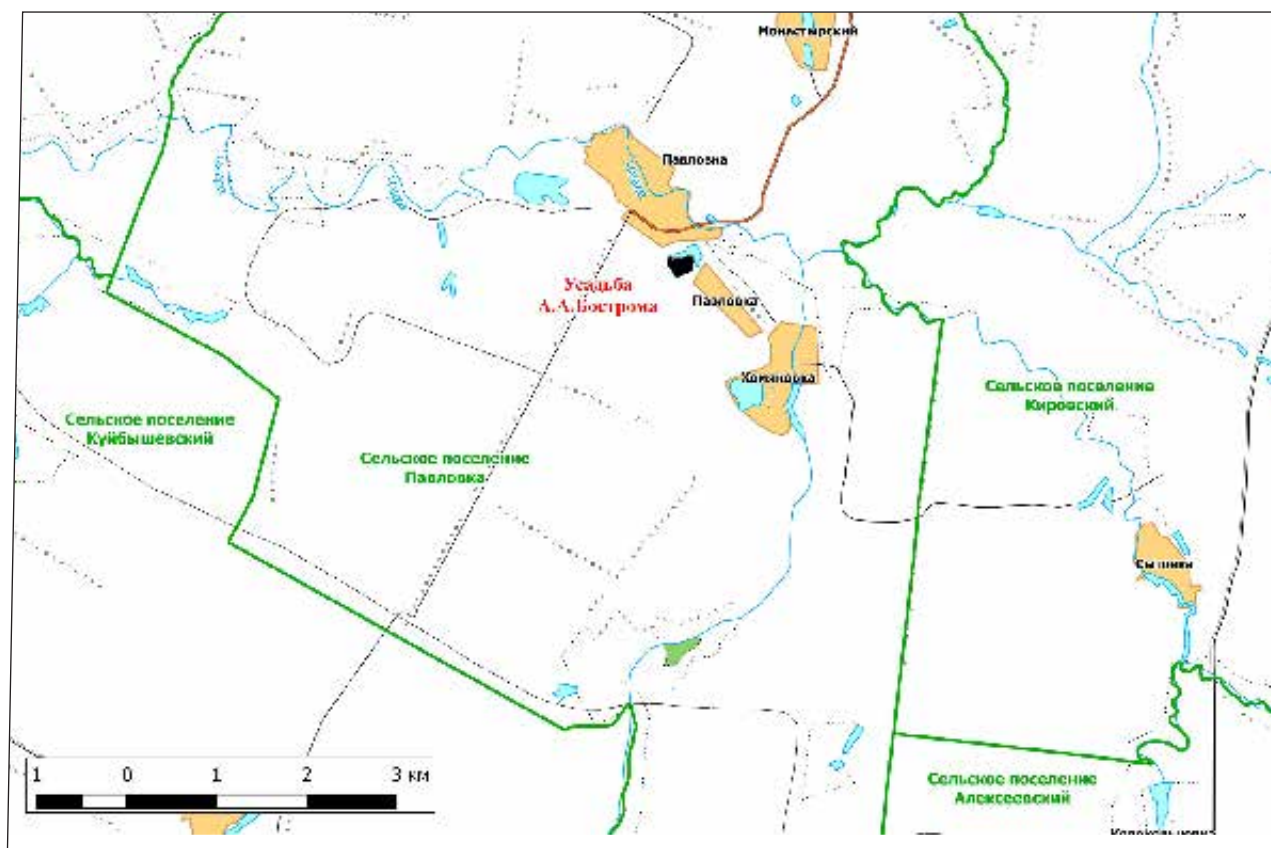 Монастырский
Павловка
Усадьба
А.А.Бострома
Павловка
Хомяковка
Сельское поселение
Кировский
Сельское поселение
Куйбышевский
Сельское поселение
Павловка
1 0 1 2 3 км
Сельское поселение
Алексеевский